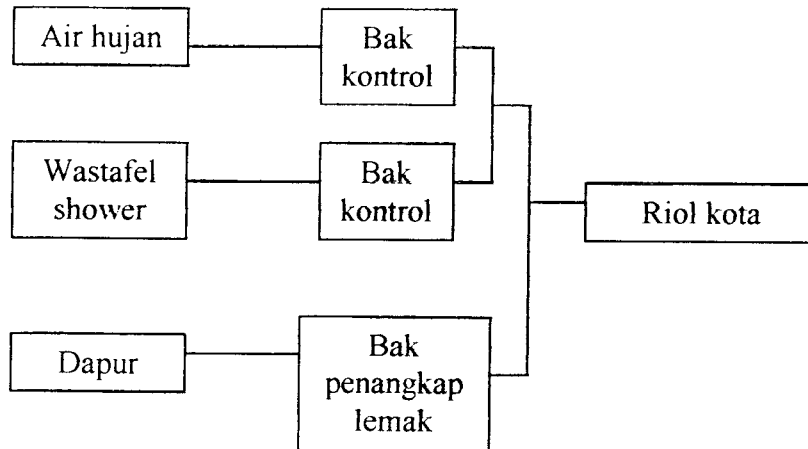 Air hujan
Bak
kontrol
Wastafel
shower
Bak
kontrol
Riol kota
Dapur
Bak
penangkap
lemak